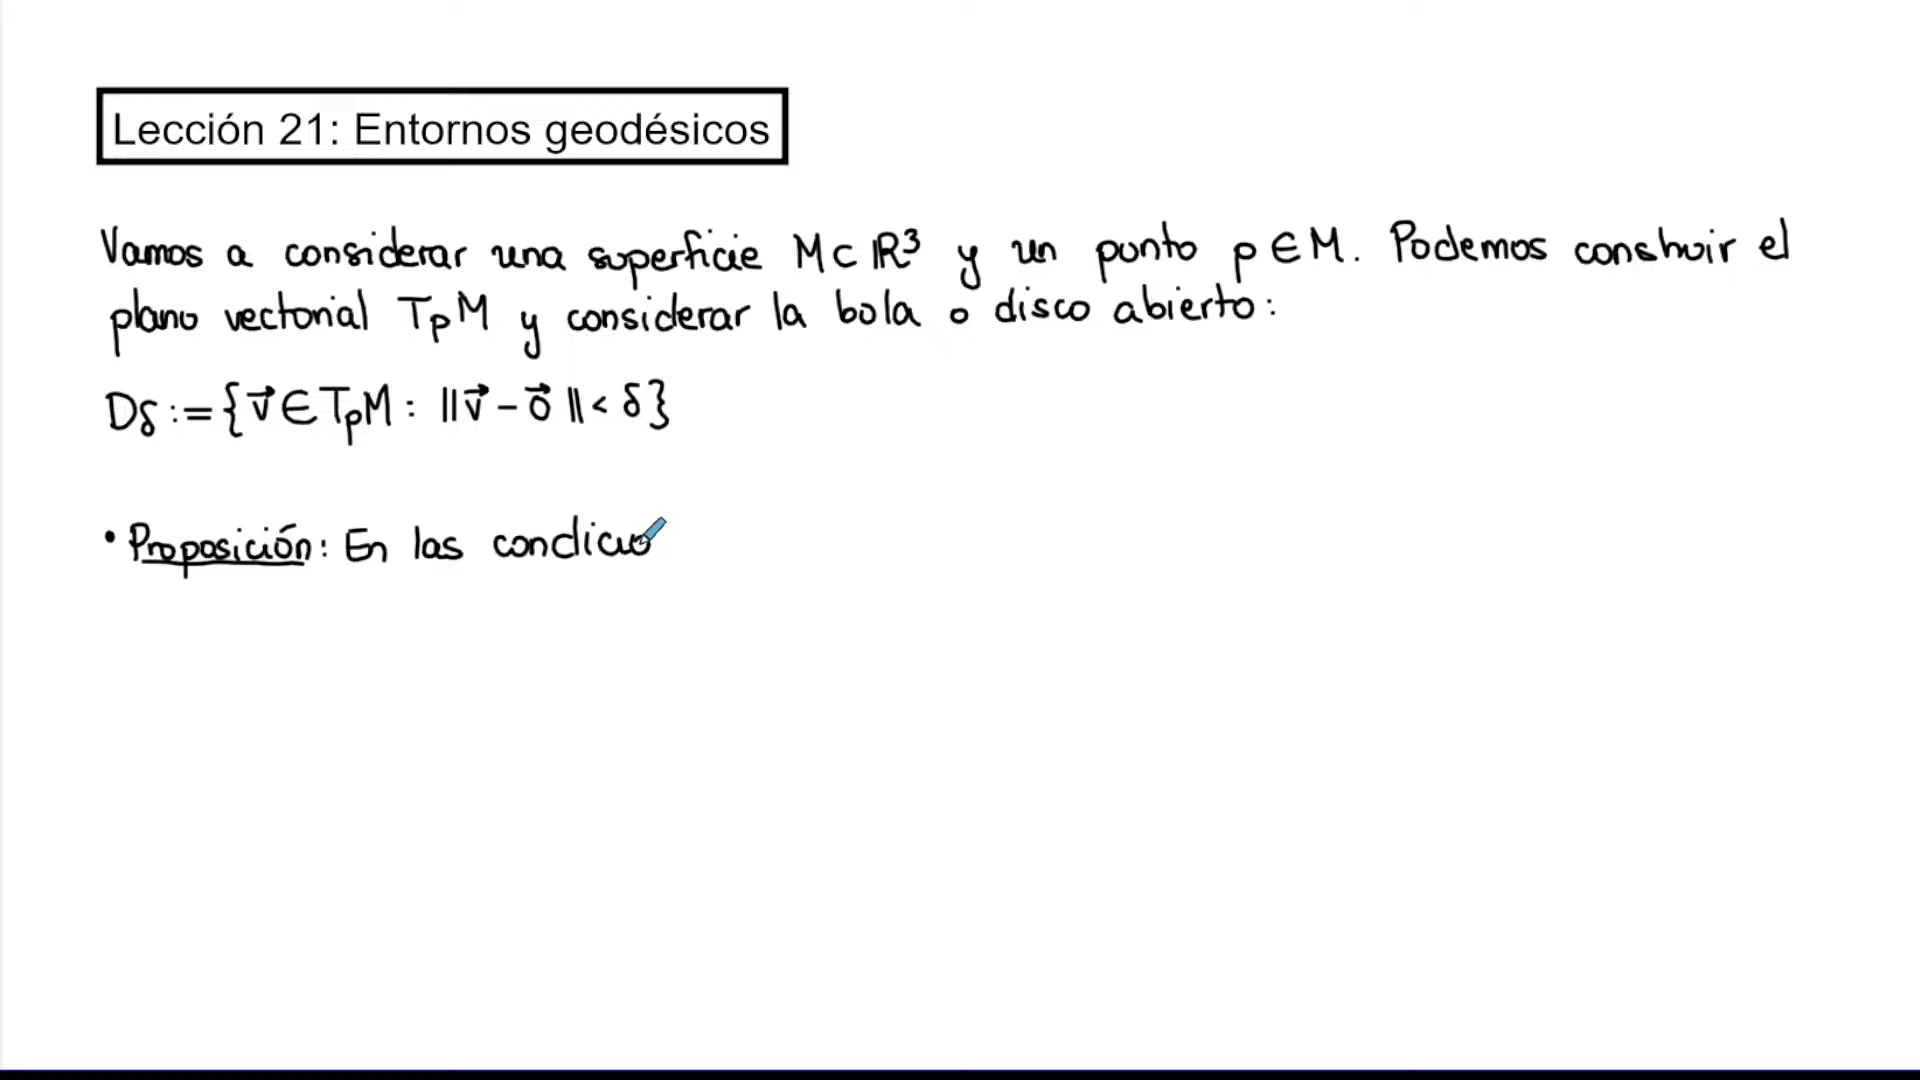 Lección 21: Entornos geodésicos
Vamos a considerar una superficie M⊂ℝ³ y un punto p∈M. Podemos construir el
plano vectorial TₚM y considerar la bola o disco abierto:
Dδ := {v⃗∈TₚM: ||v⃗ - o⃗|| < δ}
• Proposición: En las condicio